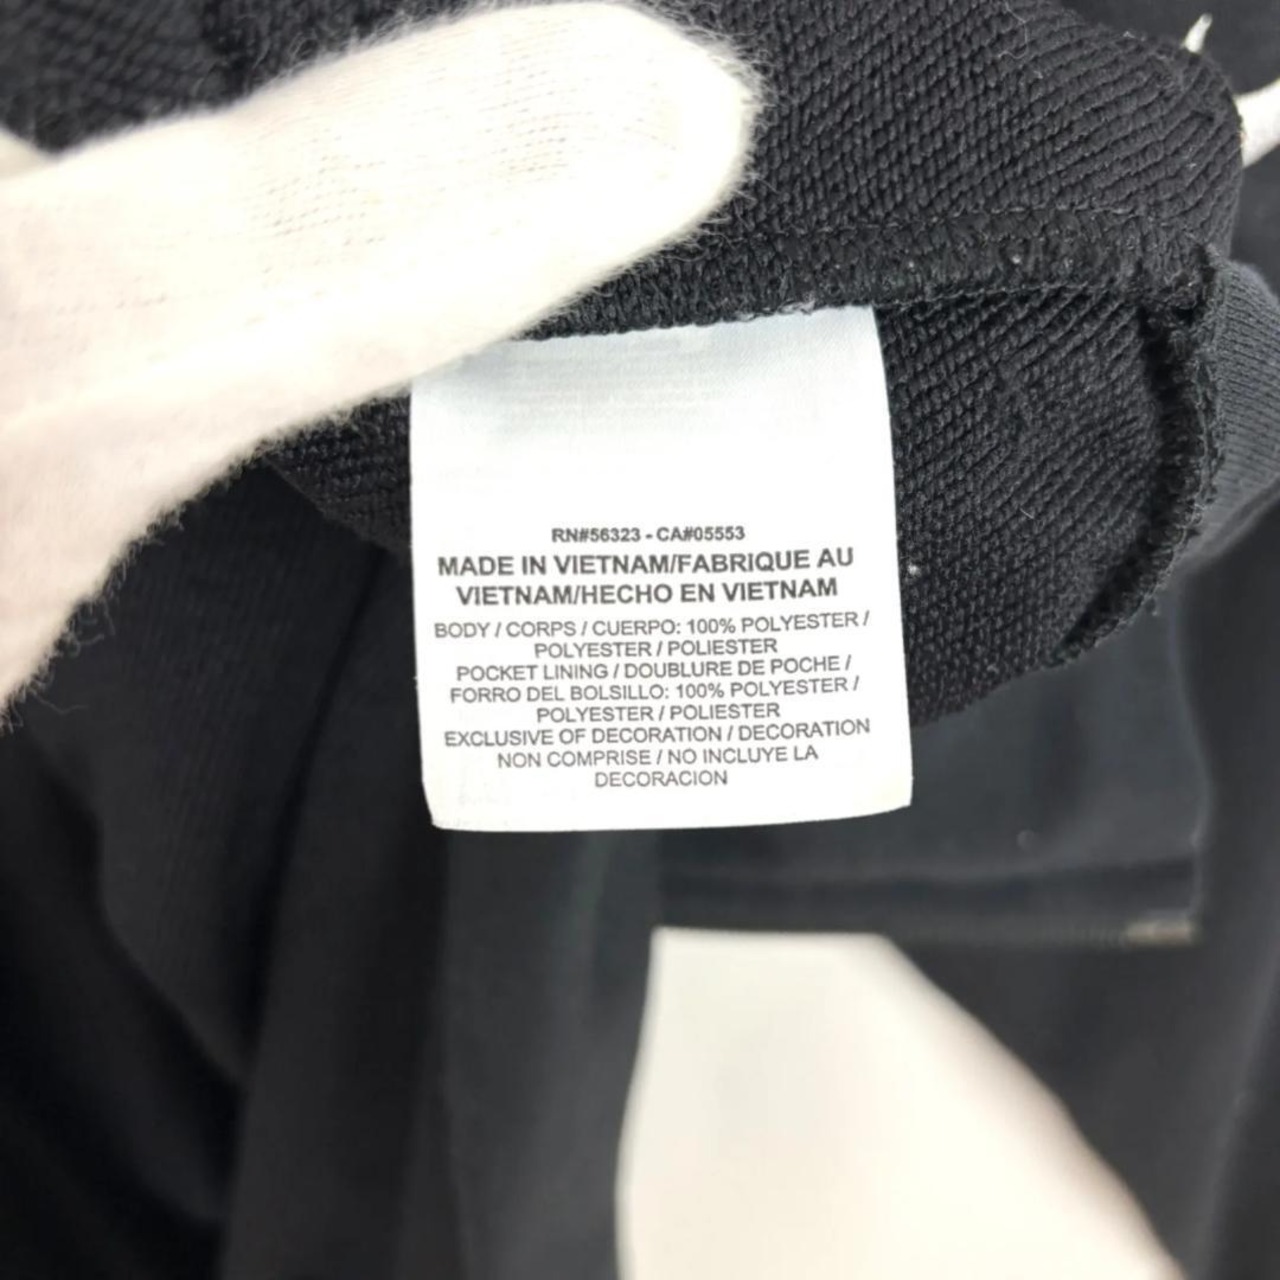 RN#56323 - CA#05553
MADE IN VIETNAM/FABRIQUE AU
VIETNAM/HECHO EN VIETNAM
BODY / CORPS / CUERPO: 100% POLYESTER /
POLYESTER / POLIESTER
POCKET LINING / DOUBLURE DE POCHE /
FORRO DEL BOLSILLO: 100% POLYESTER /
POLYESTER / POLIESTER
EXCLUSIVE OF DECORATION / DECORATION
NON COMPRISE / NO INCLUYE LA
DECORACION